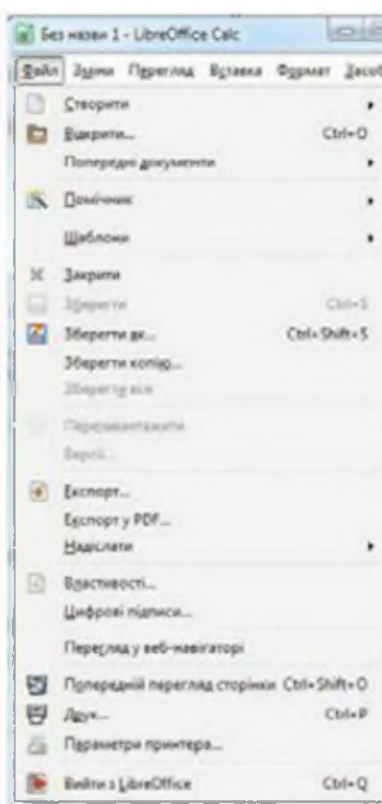 Без назви 1 - LibreOffice Calc
Файл Зміни Перегляд Вставка Формат Засоб
Створити
Відкрити... Ctrl+O
Попередні документи
Помічник
Шаблони
Закрити
Зберегти Ctrl+S
Зберегти як... Ctrl+Shift+S
Зберегти копію...
Зберегти все
Перезавантажити
Версії...
Експорт...
Експорт у PDF...
Надіслати
Властивості...
Цифрові підписи...
Перегляд у веб-навігаторі
Попередній перегляд сторінки Ctrl+Shift+O
Друк... Ctrl+P
Параметри принтера...
Вийти з LibreOffice Ctrl+Q